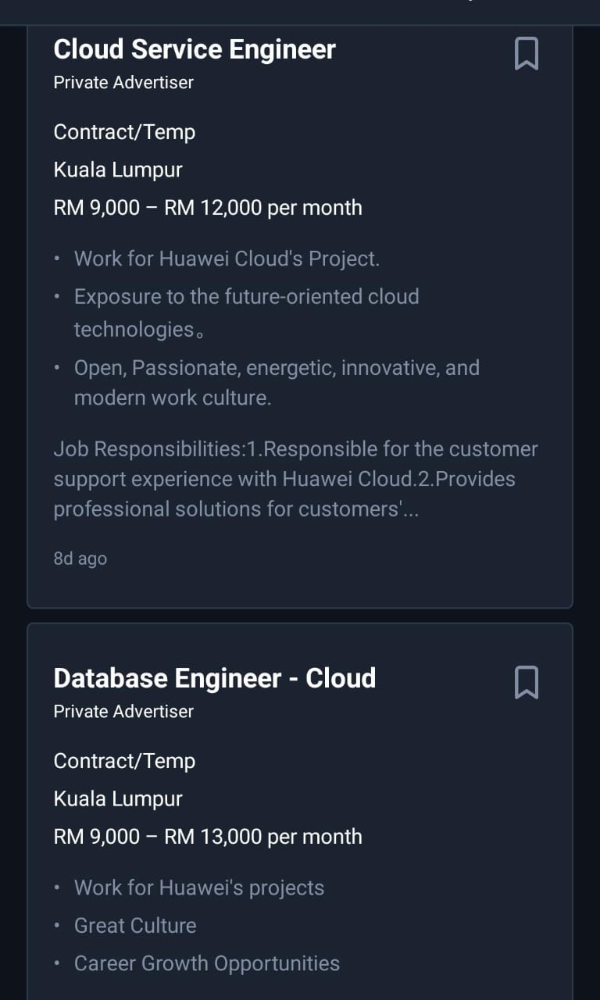 Cloud Service Engineer
Private Advertiser
Contract/Temp
Kuala Lumpur
RM 9,000 – RM 12,000 per month
• Work for Huawei Cloud's Project.
• Exposure to the future-oriented cloud
technologies。
• Open, Passionate, energetic, innovative, and
modern work culture.
Job Responsibilities:1.Responsible for the customer
support experience with Huawei Cloud.2.Provides
professional solutions for customers'...
8d ago
Database Engineer - Cloud
Private Advertiser
Contract/Temp
Kuala Lumpur
RM 9,000 – RM 13,000 per month
• Work for Huawei's projects
• Great Culture
• Career Growth Opportunities